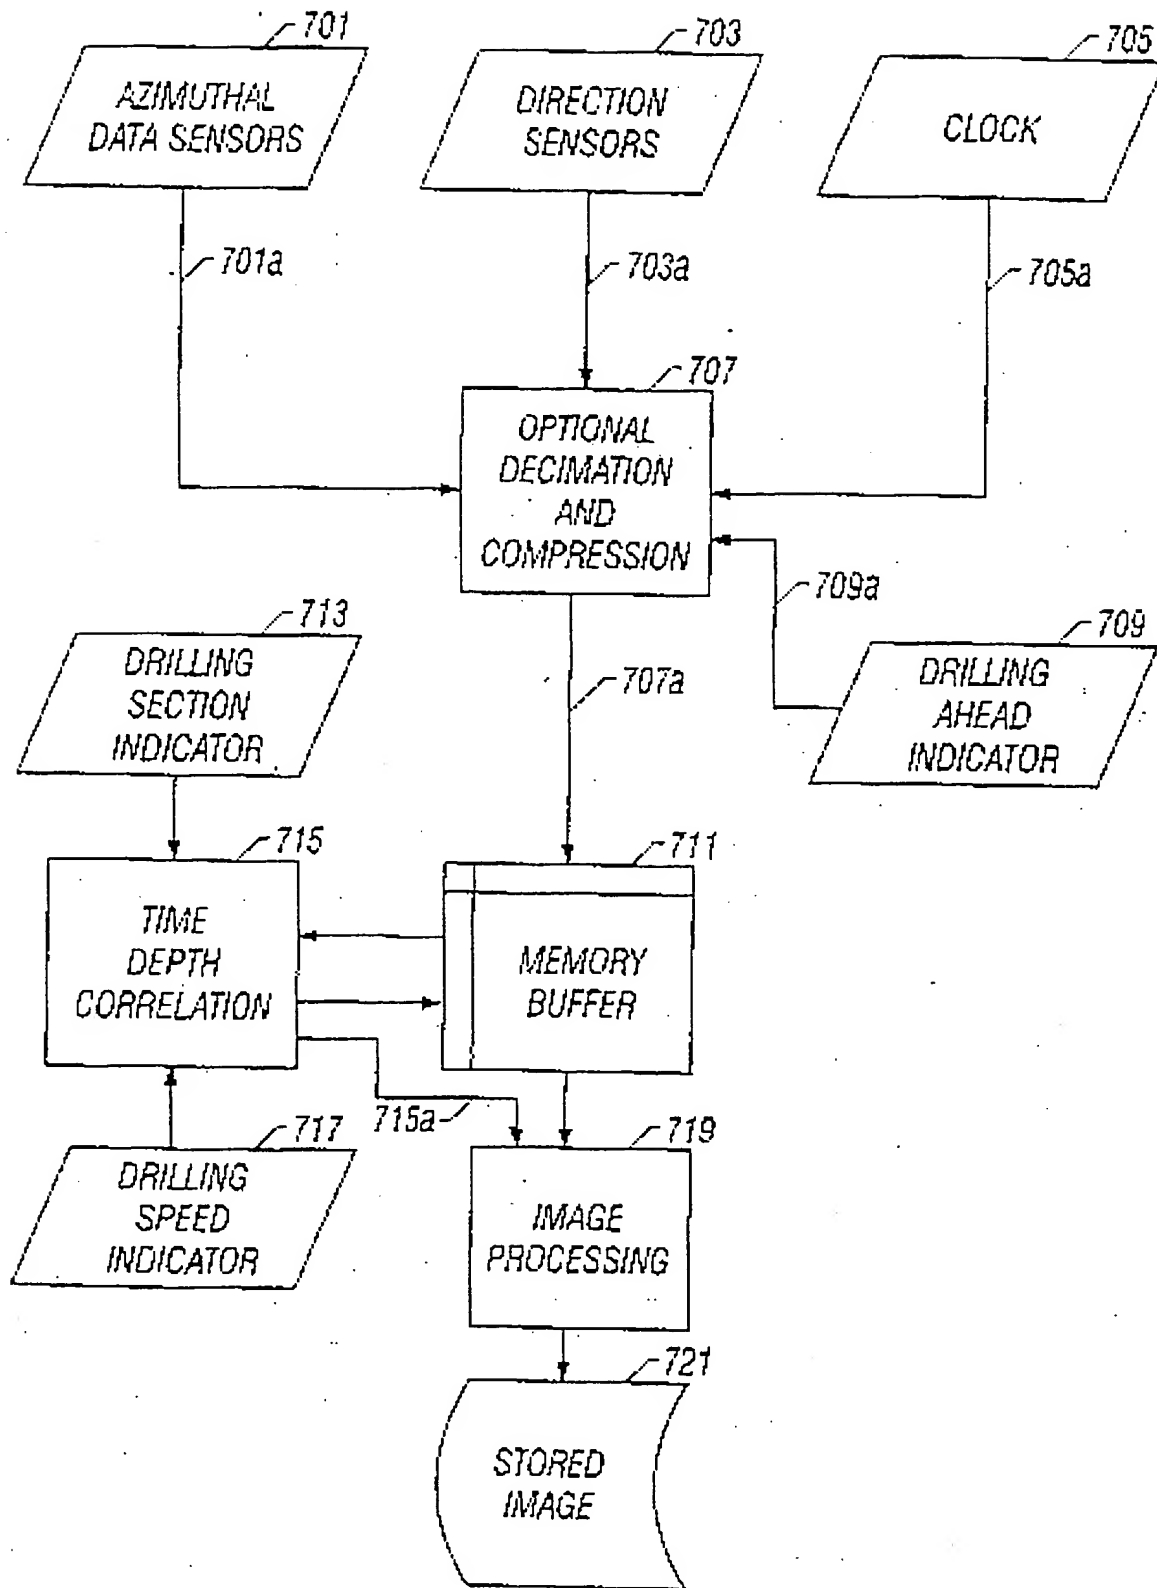 701
AZIMUTHAL
DATA SENSORS
703
DIRECTION
SENSORS
705
CLOCK
701a
703a
705a
707
OPTIONAL
DECIMATION
AND
COMPRESSION
709a
709
DRILLING
AHEAD
INDICATOR
713
DRILLING
SECTION
INDICATOR
707a
715
TIME
DEPTH
CORRELATION
711
MEMORY
BUFFER
715a
717
DRILLING
SPEED
INDICATOR
719
IMAGE
PROCESSING
721
STORED
IMAGE